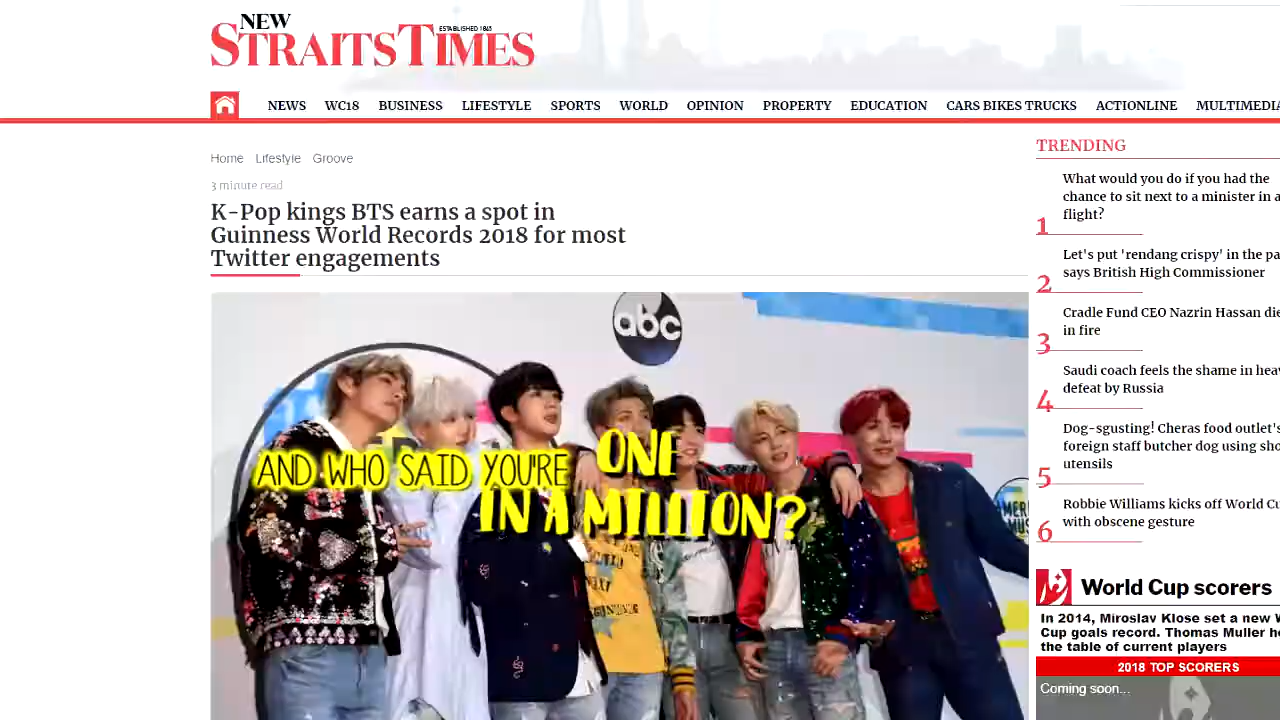 NEW
STRAITS TIMES
ESTABLISHED 1845
NEWS WC18 BUSINESS LIFESTYLE SPORTS WORLD OPINION PROPERTY EDUCATION CARS BIKES TRUCKS ACTIONLINE MULTIMEDIA
Home Lifestyle Groove
3 minute read
K-Pop kings BTS earns a spot in
Guinness World Records 2018 for most
Twitter engagements
abc
AND WHO SAID YOU'RE ONE
IN A MILLION?
TRENDING
What would you do if you had the
chance to sit next to a minister in a
flight?
1
Let's put 'rendang crispy' in the
says British High Commissioner
2
Cradle Fund CEO Nazrin Hassan
in fire
3
Saudi coach feels the shame in
defeat by Russia
4
Dog-gusting! Cheras food outlet's
foreign staff butcher dog using
utensils
5
Robbie Williams kicks off World
with obscene gesture
6
World Cup scorers
In 2014, Miroslav Klose set a new
Cup goals record. Thomas Muller
the table of current players
2018 TOP SCORERS
Coming soon...